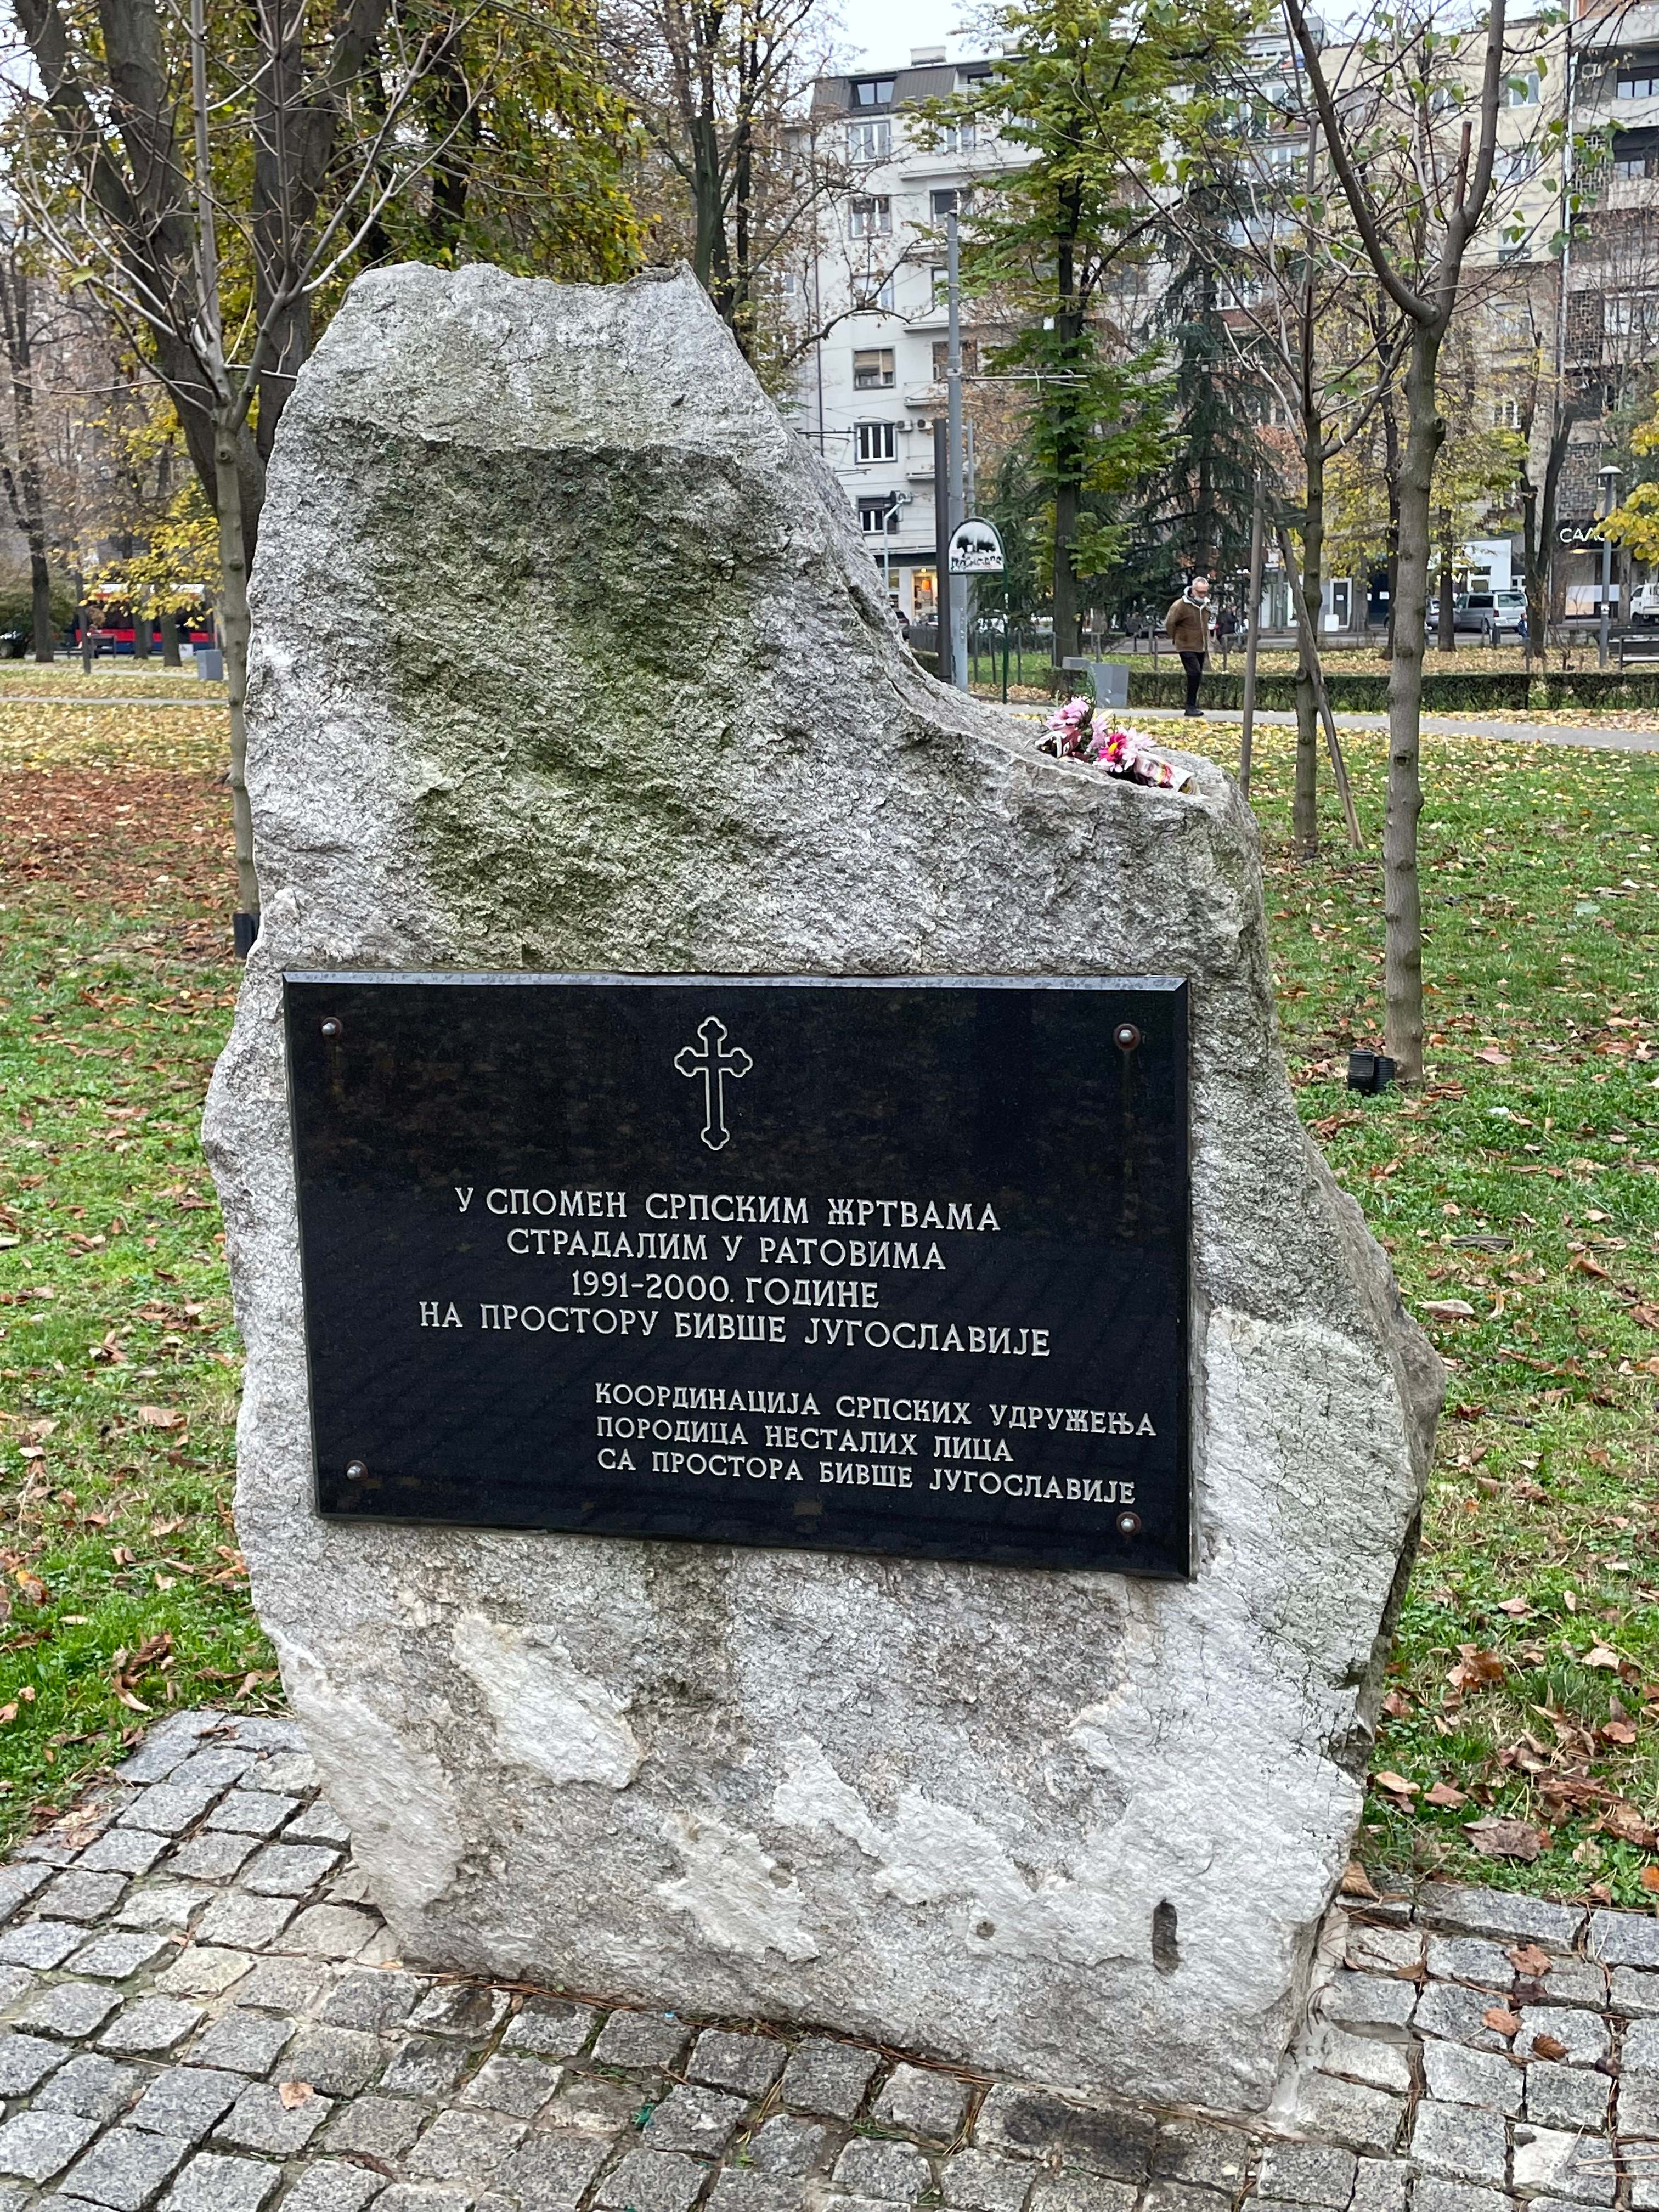 У СПОМЕН СРПСКИМ ЖРТВАМА
СТРАДАЛИМ У РАТОВИМА
1991-2000. ГОДИНЕ
НА ПРОСТОРУ БИВШЕ ЈУГОСЛАВИЈЕ
КООРДИНАЦИЈА СРПСКИХ УДРУЖЕЊА
ПОРОДИЦА НЕСТАЛИХ ЛИЦА
СА ПРОСТОРА БИВШЕ ЈУГОСЛАВИЈЕ